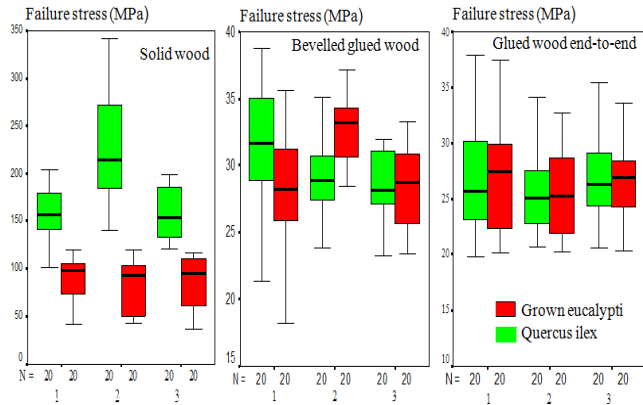 Failure stress (MPa)
Solid wood
350
300
250
200
150
100
50
0
N = 20 20 20 20 20 20
1 2 3
Failure stress (MPa)
Bevelled glued wood
40
35
30
25
20
15
N = 20 20 20 20 20 20
1 2 3
Failure stress (MPa)
Glued wood end-to-end
40
35
30
25
20
15
10
Grown eucalypti
Quercus ilex
N = 20 20 20 20 20 20
1 2 3